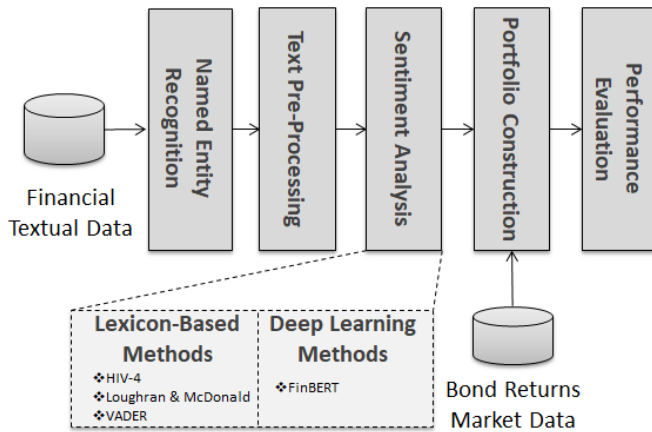 Financial
Textual Data
Named Entity
Recognition
Text Pre-Processing
Sentiment Analysis
Portfolio Construction
Performance
Evaluation
Lexicon-Based
Methods
❖HIV-4
❖Loughran & McDonald
❖VADER
Deep Learning
Methods
❖FinBERT
Bond Returns
Market Data